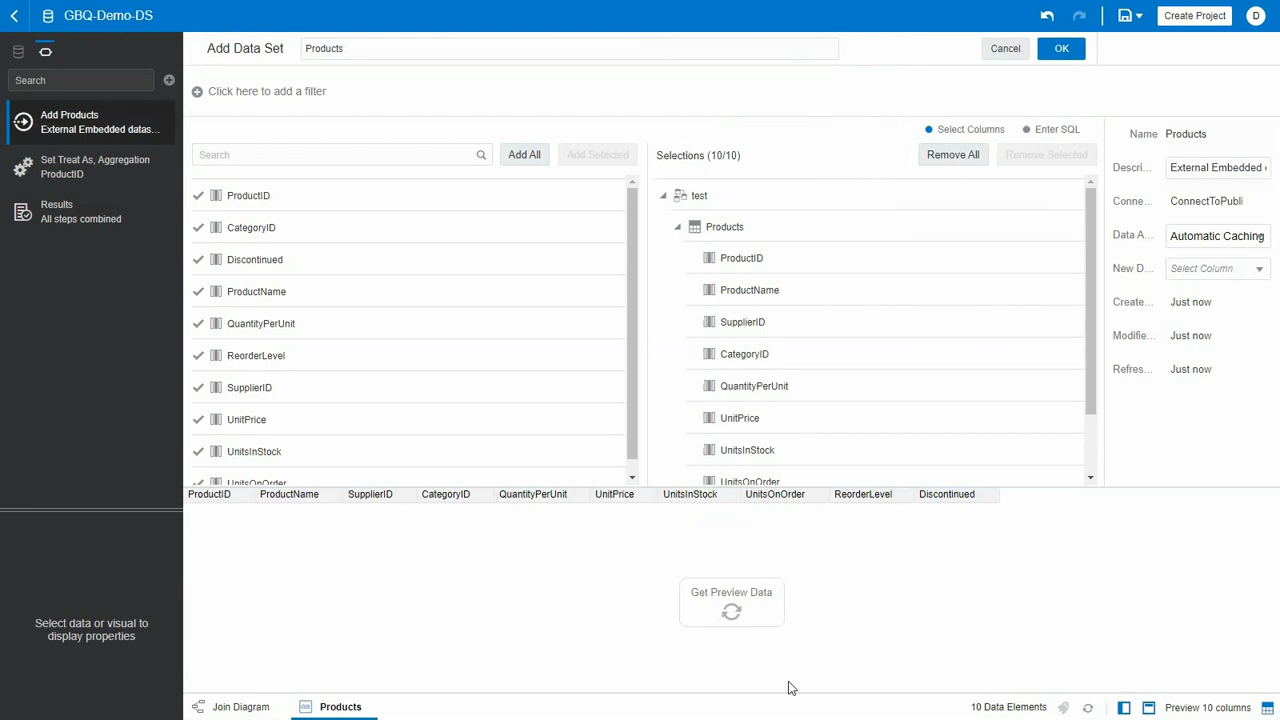 GBQ-Demo-DS
Create Project
D
Add Data Set
Products
Cancel
OK
Search
Add Products
External Embedded datas...
Set Treat As, Aggregation
ProductID
Results
All steps combined
Select data or visual to
display properties
Click here to add a filter
Select Columns
Enter SQL
Search
Add All
Add Selected
Selections (10/10)
Remove All
Remove Selected
ProductID
CategoryID
Discontinued
ProductName
QuantityPerUnit
ReorderLevel
SupplierID
UnitPrice
UnitsInStock
UnitsOnOrder
test
Products
ProductID
ProductName
SupplierID
CategoryID
QuantityPerUnit
UnitPrice
UnitsInStock
UnitsOnOrder
Name Products
Descri... External Embedded
Conne... ConnectToPubli
Data A... Automatic Caching
New D... Select Column
Create... Just now
Modifie... Just now
Refres... Just now
ProductID ProductName SupplierID CategoryID QuantityPerUnit UnitPrice UnitsInStock UnitsOnOrder ReorderLevel Discontinued
Get Preview Data
Join Diagram
GB
Products
10 Data Elements
Preview 10 columns